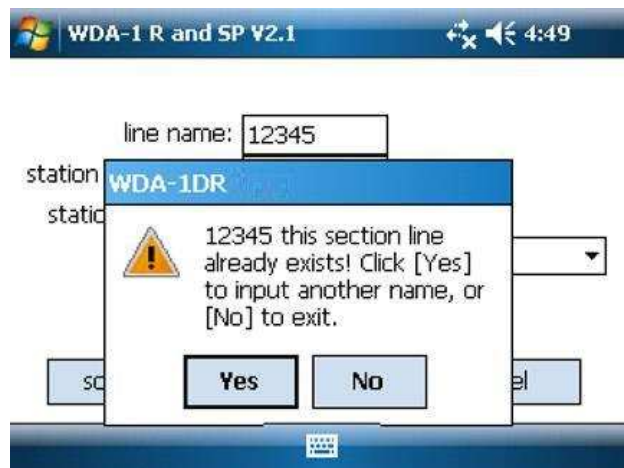 WDA-1 R and SP V2.1 4:49
line name: 12345
station
WDA-1DR
12345 this section line
already exists! Click [Yes]
to input another name, or
[No] to exit.
Yes No